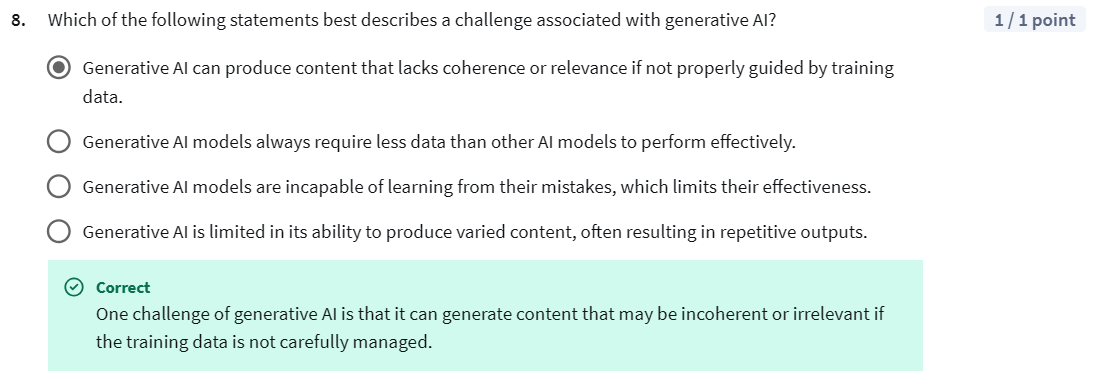 8. Which of the following statements best describes a challenge associated with generative AI?
1 / 1 point
Generative AI can produce content that lacks coherence or relevance if not properly guided by training
data.
Generative AI models always require less data than other AI models to perform effectively.
Generative AI models are incapable of learning from their mistakes, which limits their effectiveness.
Generative AI is limited in its ability to produce varied content, often resulting in repetitive outputs.
Correct
One challenge of generative AI is that it can generate content that may be incoherent or irrelevant if
the training data is not carefully managed.